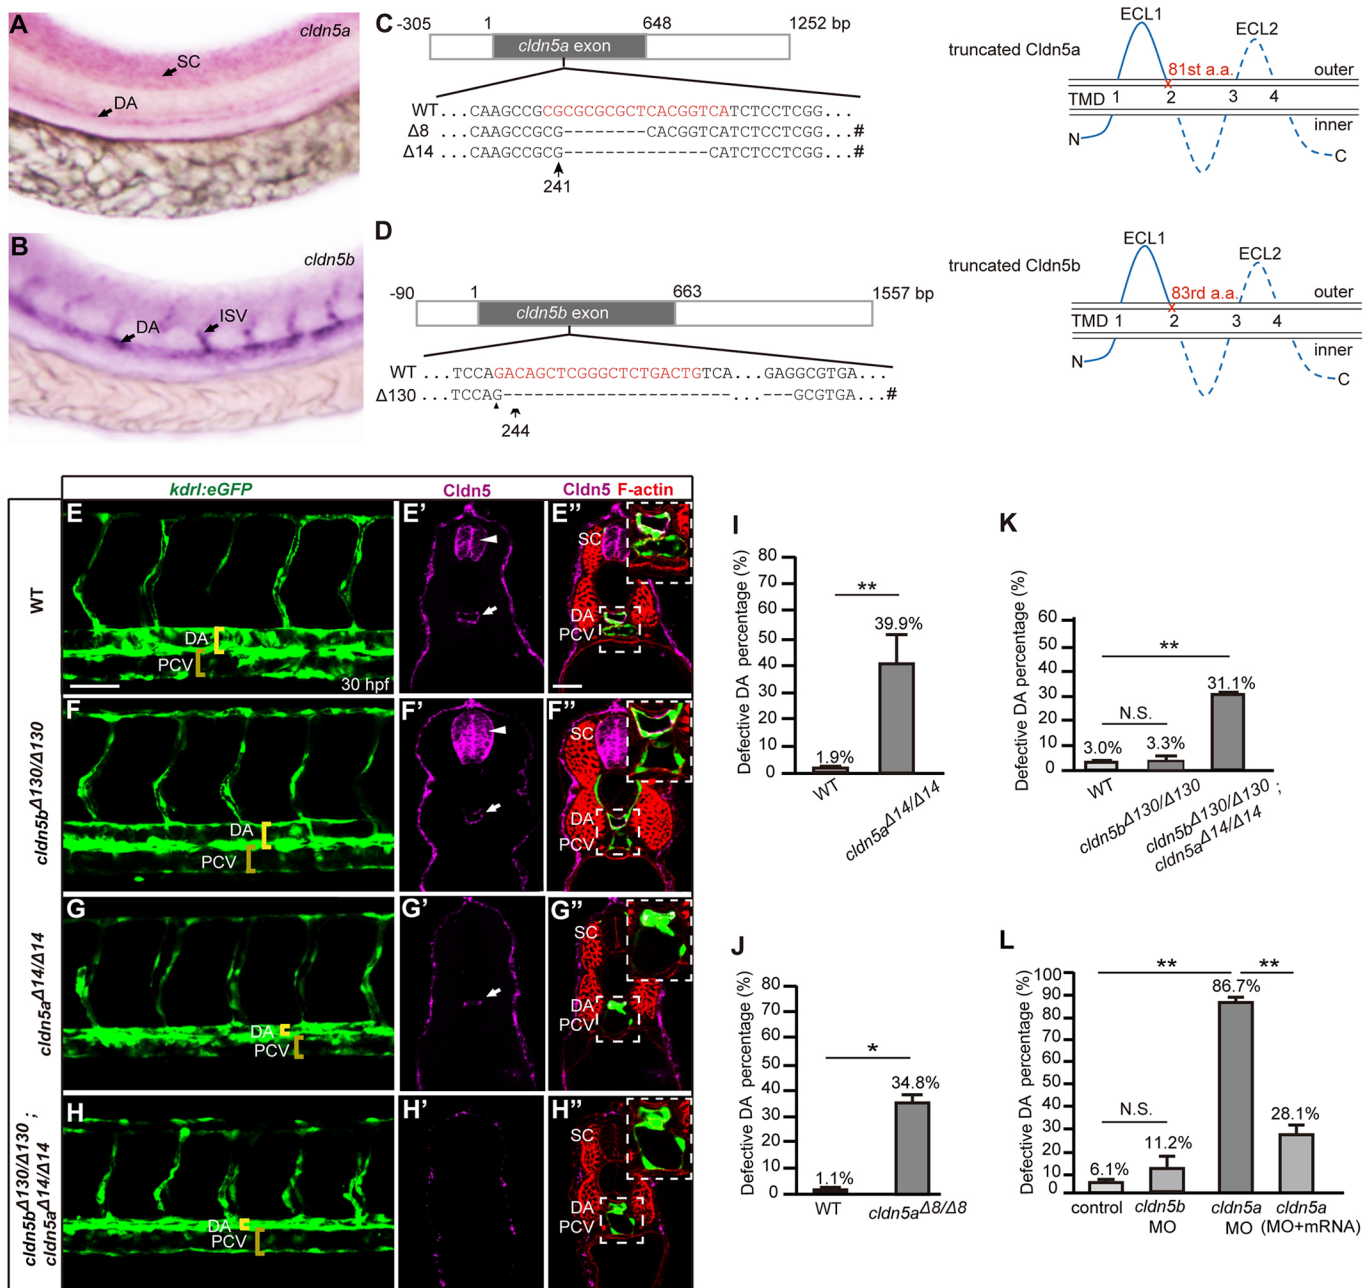 A
cldn5a
SC
DA
B
cldn5b
DA
ISV
C
-305 1 648 1252 bp
cldn5a exon
WT ...CAAGCCGCGCGCGCGCTCACGGTCATCTCCTCGG...
Δ8 ...CAAGCCGCG--------CACGGTCATCTCCTCGG...#
Δ14 ...CAAGCCGCG--------------CATCTCCTCGG...#
241
truncated Cldn5a
ECL1
ECL2
81st a.a.
outer
TMD 1 2 3 4
inner
N
C
D
-90 1 663 1557 bp
cldn5b exon
WT ...TCCAGACAGCTCGGGCTCTGACTGTCA...GAGGCGTGA...
Δ130 ...TCCAG-----------------------...---GCGTGA...#
244
truncated Cldn5b
ECL1
ECL2
83rd a.a.
outer
TMD 1 2 3 4
inner
N
C
kdrl:eGFP Cldn5 Cldn5 F-actin
WT
E
DA
PCV
30 hpf
E'
E''
SC
DA
PCV
cldn5bΔ130/Δ130
F
DA
PCV
F'
F''
SC
DA
PCV
cldn5aΔ14/Δ14
G
DA
PCV
G'
G''
SC
DA
PCV
cldn5bΔ130/Δ130;
cldn5aΔ14/Δ14
H
DA
PCV
H'
H''
SC
DA
PCV
I
Defective DA percentage (%)
80
70
60
50
40
30
20
10
0
**
1.9%
39.9%
WT
cldn5aΔ14/Δ14
J
Defective DA percentage (%)
80
70
60
50
40
30
20
10
0
*
1.1%
34.8%
WT
cldn5aΔ8/Δ8
K
Defective DA percentage (%)
60
50
40
30
20
10
0
**
N.S.
3.0%
3.3%
31.1%
WT
cldn5bΔ130/Δ130
cldn5bΔ130/Δ130;
cldn5aΔ14/Δ14
L
Defective DA percentage (%)
100
90
80
70
60
50
40
30
20
10
0
** **
N.S.
6.1%
11.2%
86.7%
28.1%
control
cldn5b
MO
cldn5a
MO
cldn5a
(MO+mRNA)